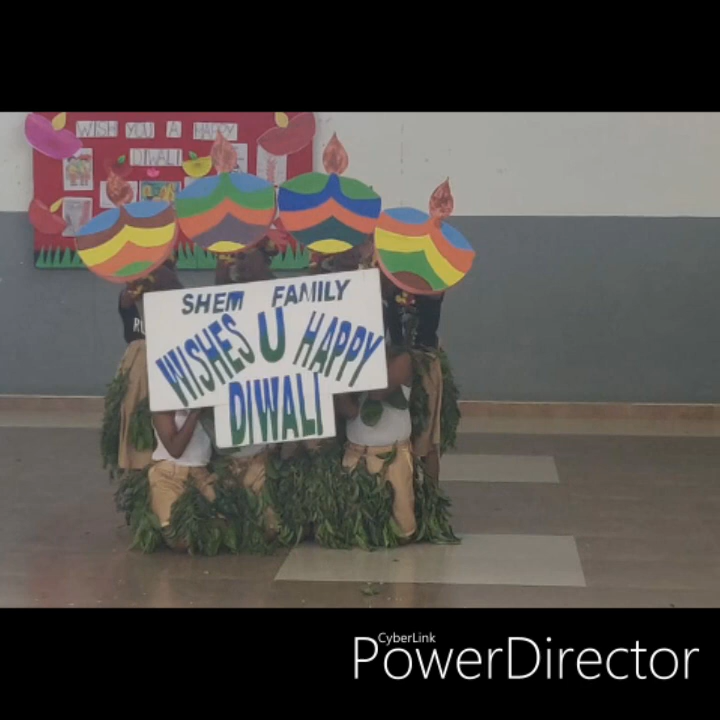 WISH YOU A HAPPY
DIWALI
SHEM FAMILY
WISHES U HAPPY
DIWALI
CyberLink
PowerDirector